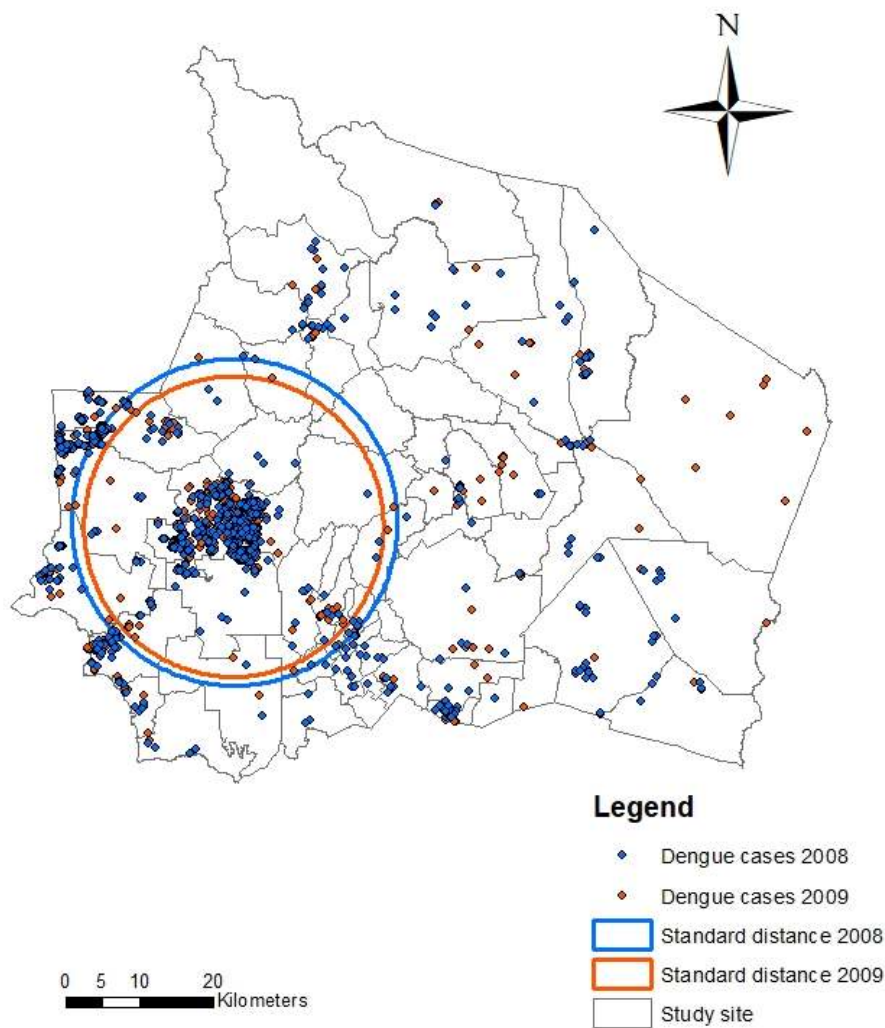 N
Legend
Dengue cases 2008
Dengue cases 2009
Standard distance 2008
Standard distance 2009
Study site
0 5 10 20
Kilometers